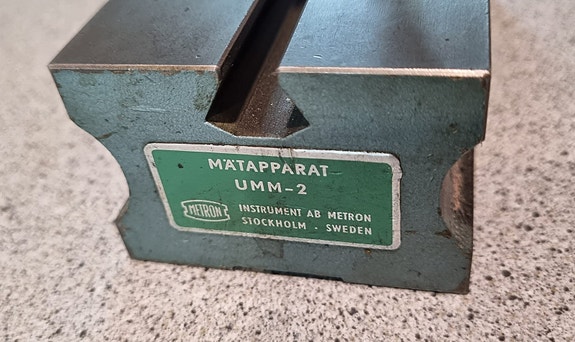 MÄTAPPARAT
UMM-2
METRON INSTRUMENT AB METRON
STOCKHOLM · SWEDEN